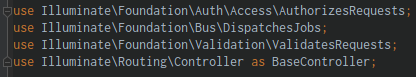 use Illuminate\Foundation\Auth\Access\AuthorizesRequests;
use Illuminate\Foundation\Bus\DispatchesJobs;
use Illuminate\Foundation\Validation\ValidatesRequests;
use Illuminate\Routing\Controller as BaseController;